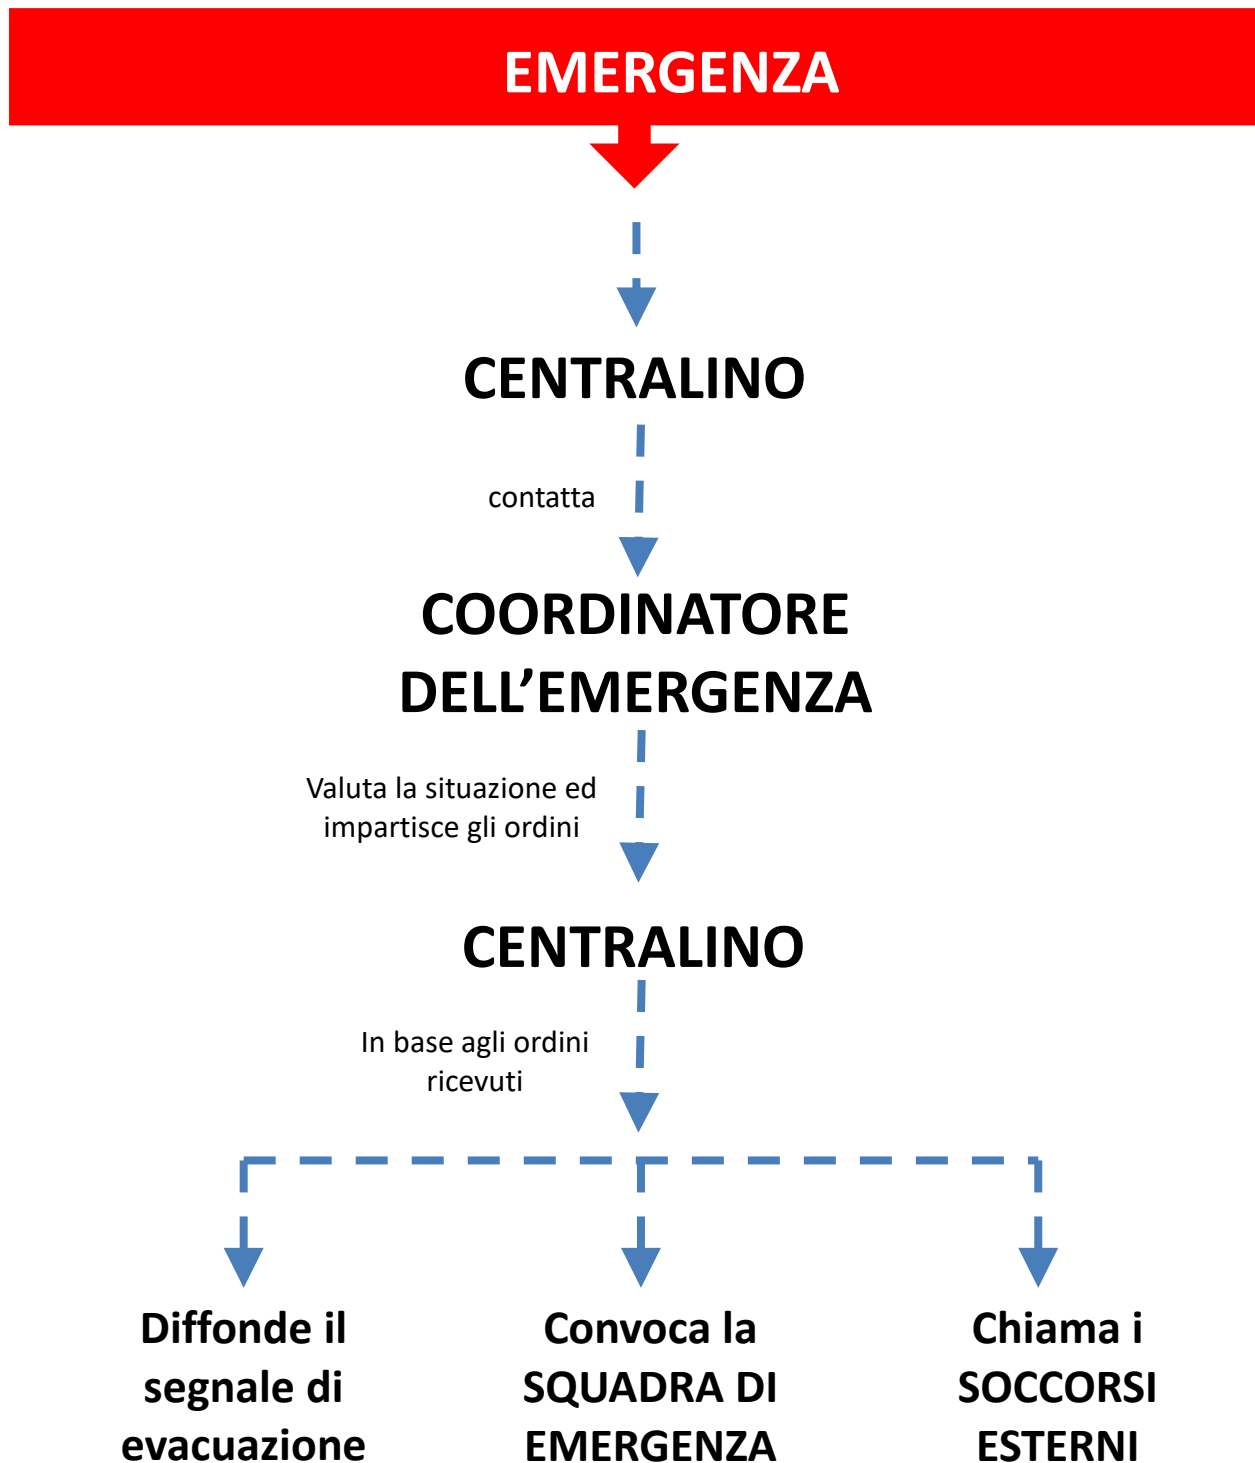 EMERGENZA
CENTRALINO
contatta
COORDINATORE
DELL’EMERGENZA
Valuta la situazione ed
impartisce gli ordini
CENTRALINO
In base agli ordini
ricevuti
Diffonde il
segnale di
evacuazione
Convoca la
SQUADRA DI
EMERGENZA
Chiama i
SOCCORSI
ESTERNI